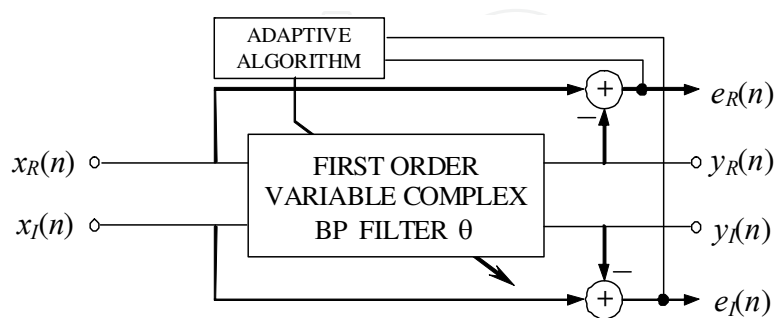 ADAPTIVE
ALGORITHM
+
e_R(n)
−
x_R(n)
FIRST ORDER
VARIABLE COMPLEX
BP FILTER θ
y_R(n)
x_I(n)
y_I(n)
−
+
e_I(n)